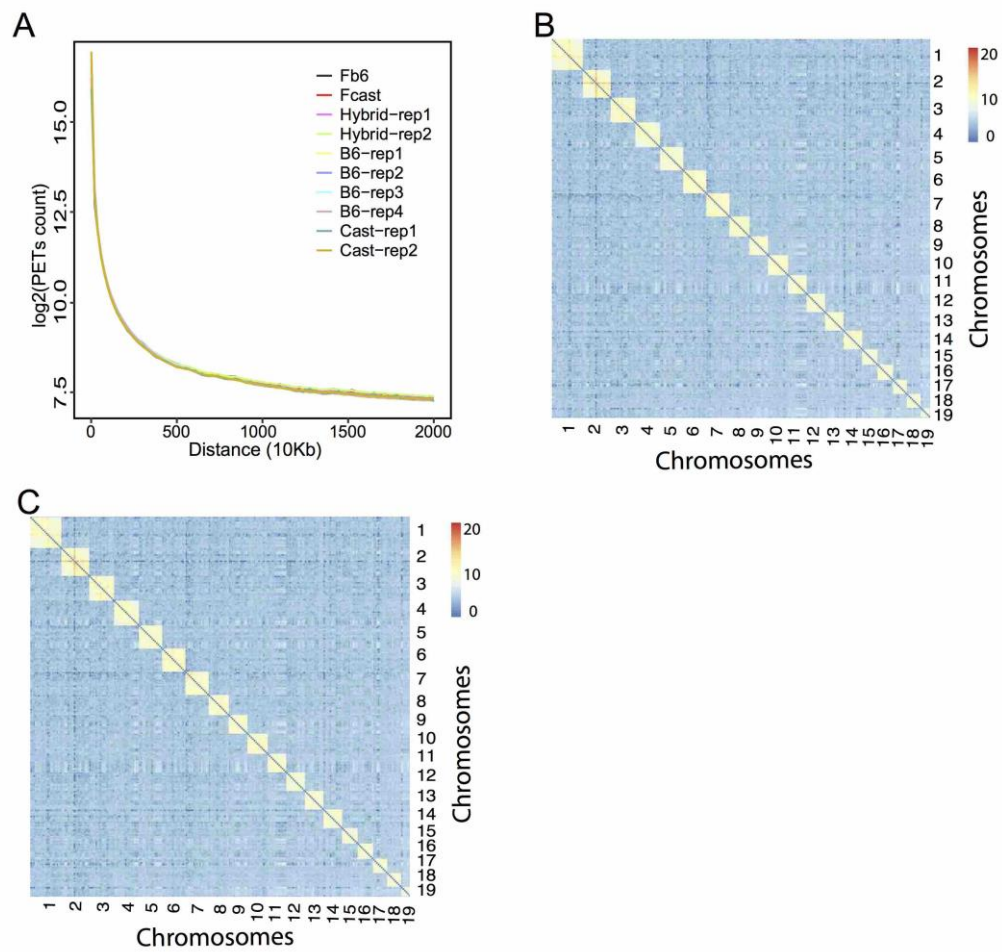 A
log2(PETs count)
15.0
12.5
10.0
7.5
Fb6
Fcast
Hybrid−rep1
Hybrid−rep2
B6−rep1
B6−rep2
B6−rep3
B6−rep4
Cast−rep1
Cast−rep2
0 500 1000 1500 2000
Distance (10Kb)
B
1
2
3
4
5
6
7
8
9
10
11
12
13
14
15
16
17
18
19
20
10
0
Chromosomes
1 2 3 4 5 6 7 8 9 10 11 12 13 14 15 16 17 18 19
Chromosomes
C
1
2
3
4
5
6
7
8
9
10
11
12
13
14
15
16
17
18
19
20
10
0
Chromosomes
1 2 3 4 5 6 7 8 9 10 11 12 13 14 15 16 17 18 19
Chromosomes